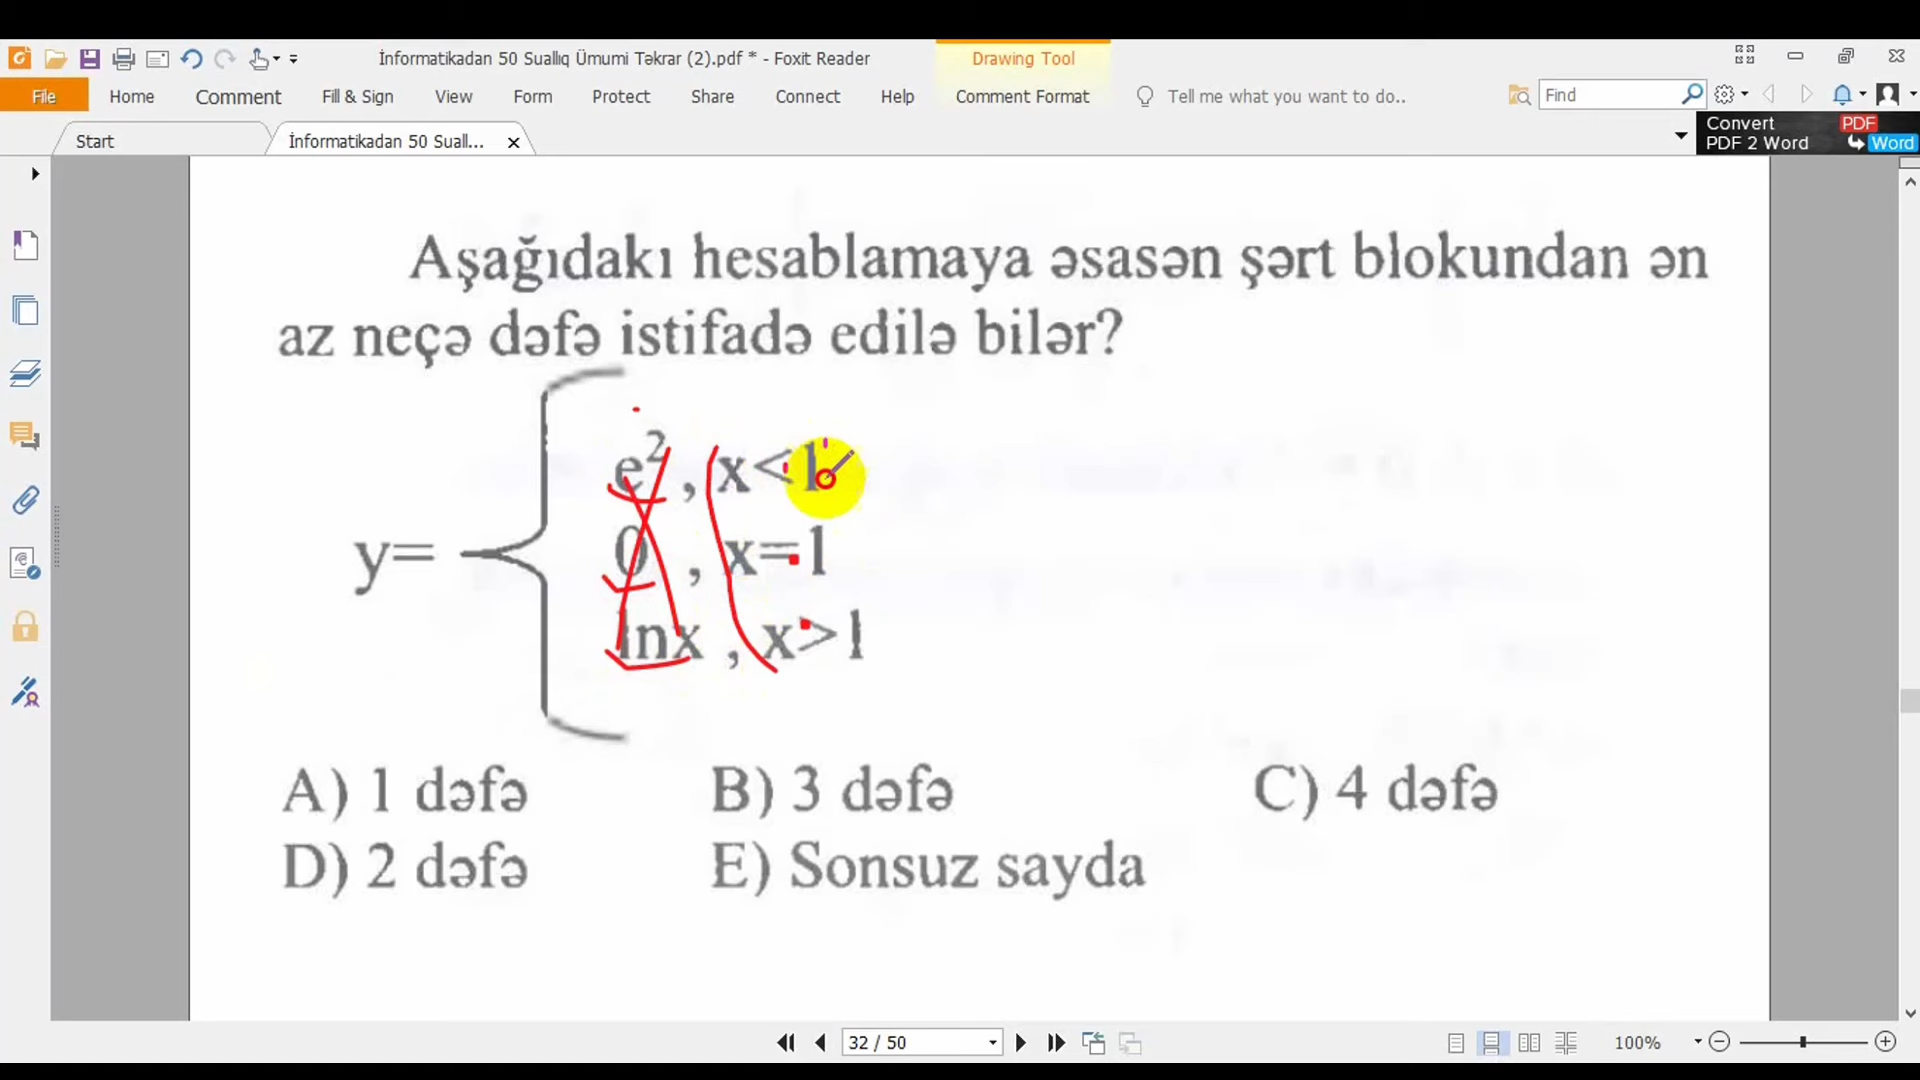 İnformatikadan 50 Suallıq Ümumi Təkrar (2).pdf * - Foxit Reader
Drawing Tool
File Home Comment Fill & Sign View Form Protect Share Connect Help Comment Format Tell me what you want to do.. Find
Start İnformatikadan 50 Suall...
Convert PDF
PDF 2 Word Word
Aşağıdakı hesablamaya əsasən şərt blokundan ən
az neçə dəfə istifadə edilə bilər?
e², x<1
y= 0, x=1
lnx, x>1
A) 1 dəfə B) 3 dəfə C) 4 dəfə
D) 2 dəfə E) Sonsuz sayda
32 / 50 100%